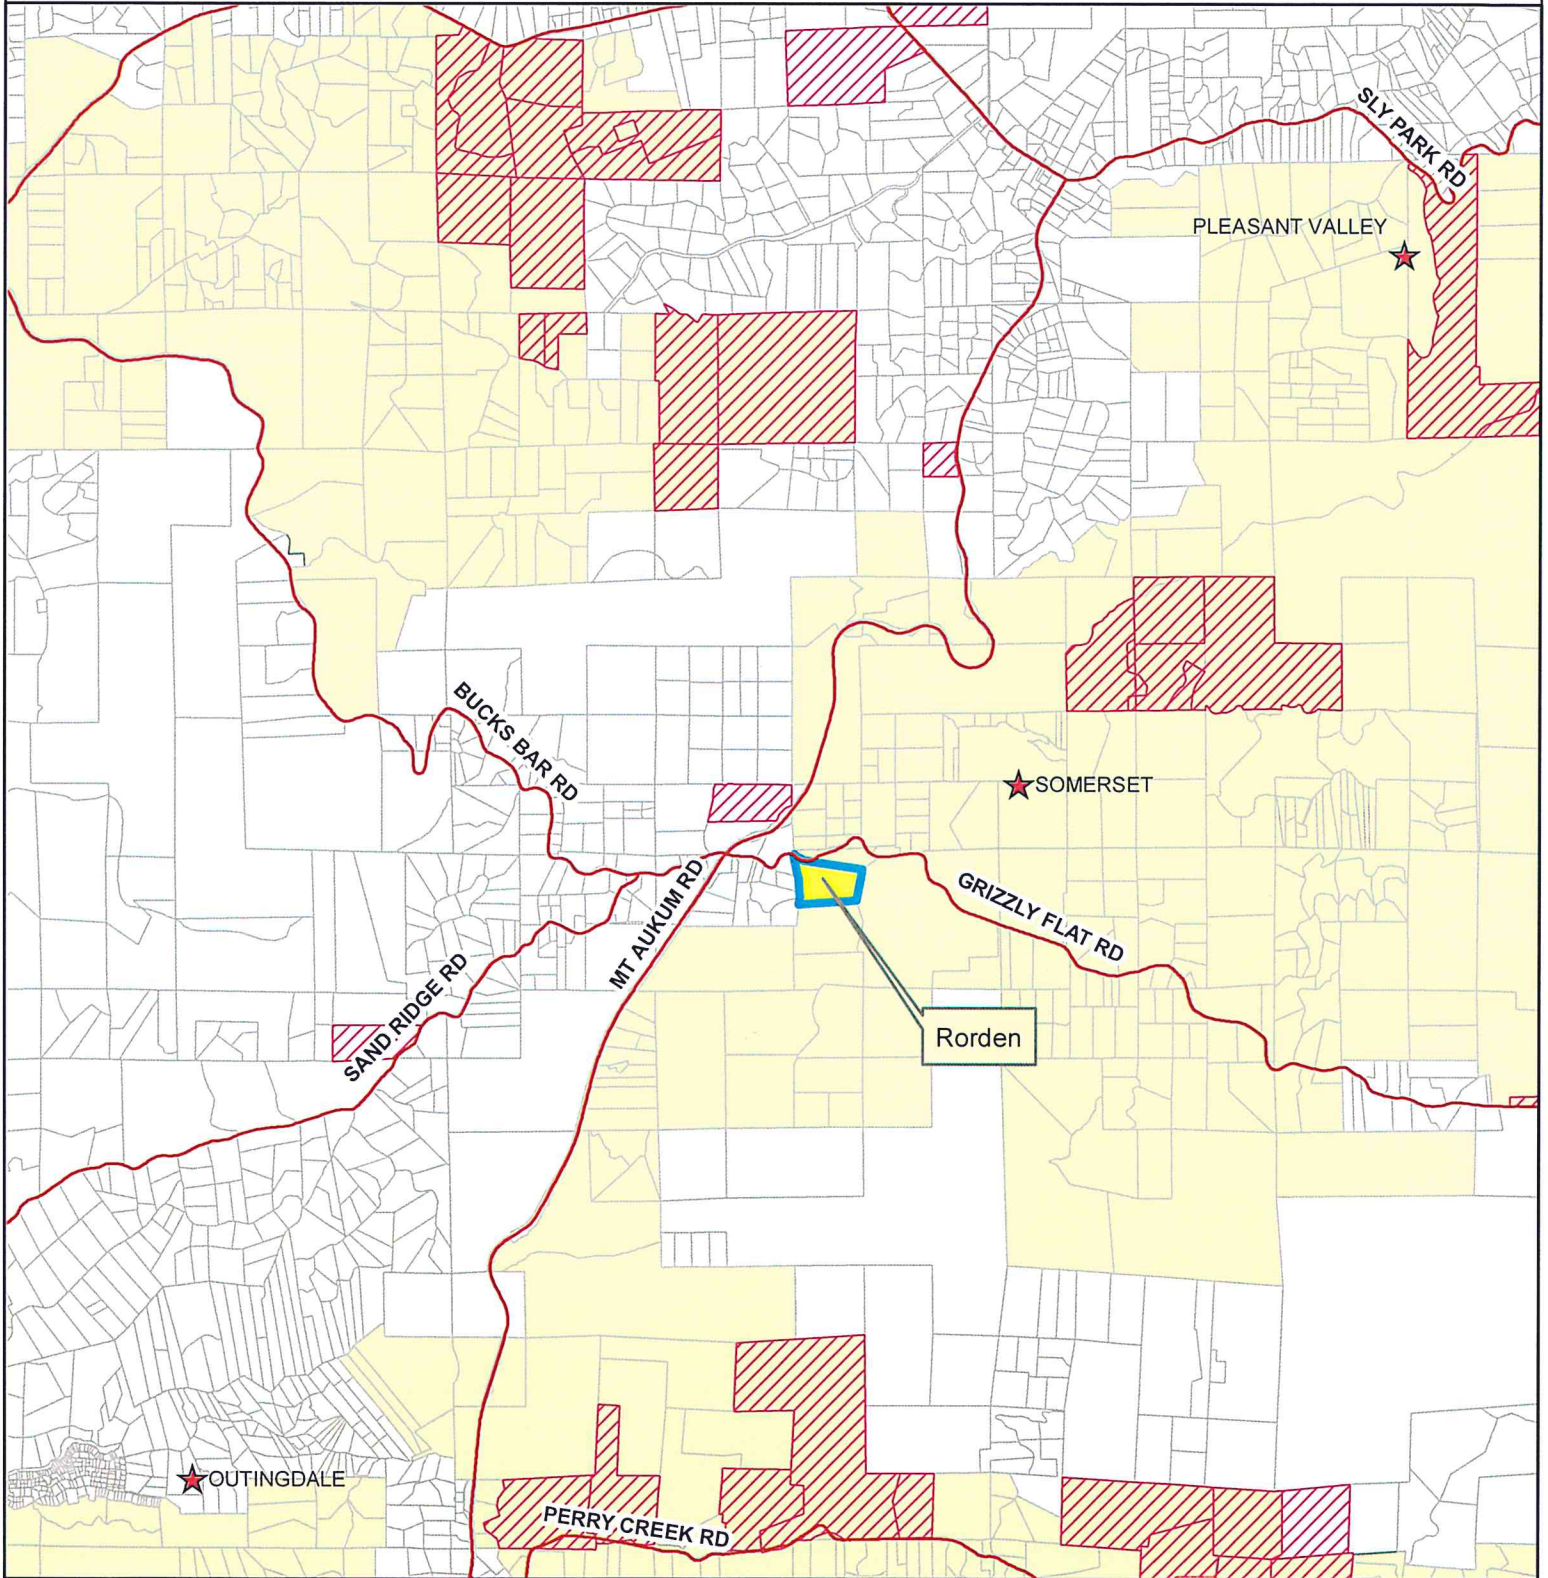 SLY PARK RD
PLEASANT VALLEY
BUCKS BAR RD
SOMERSET
MT AUKUM RD
GRIZZLY FLAT RD
SAND RIDGE RD
Rorden
OUTINGDALE
PERRY CREEK RD